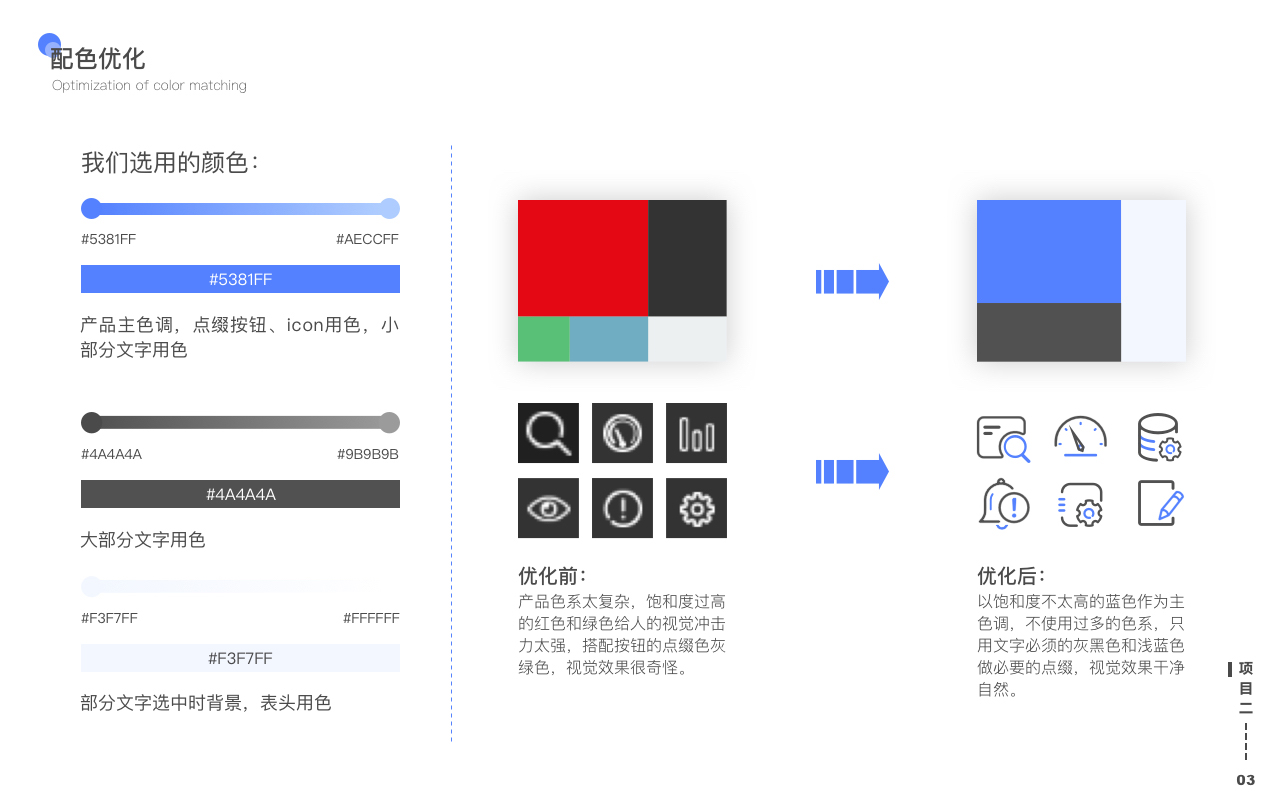 配色优化
Optimization of color matching
我们选用的颜色：
#5381FF
#AECCFF
#5381FF
产品主色调，点缀按钮、icon用色，小
部分文字用色
#4A4A4A
#9B9B9B
#4A4A4A
大部分文字用色
#F3F7FF
#FFFFFF
#F3F7FF
部分文字选中时背景，表头用色
优化前：
产品色系太复杂，饱和度过高
的红色和绿色给人的视觉冲击
力太强，搭配按钮的点缀色灰
绿色，视觉效果很奇怪。
优化后：
以饱和度不太高的蓝色作为主
色调，不使用过多的色系，只
用文字必须的灰黑色和浅蓝色
做必要的点缀，视觉效果干净
自然。
项目二
03